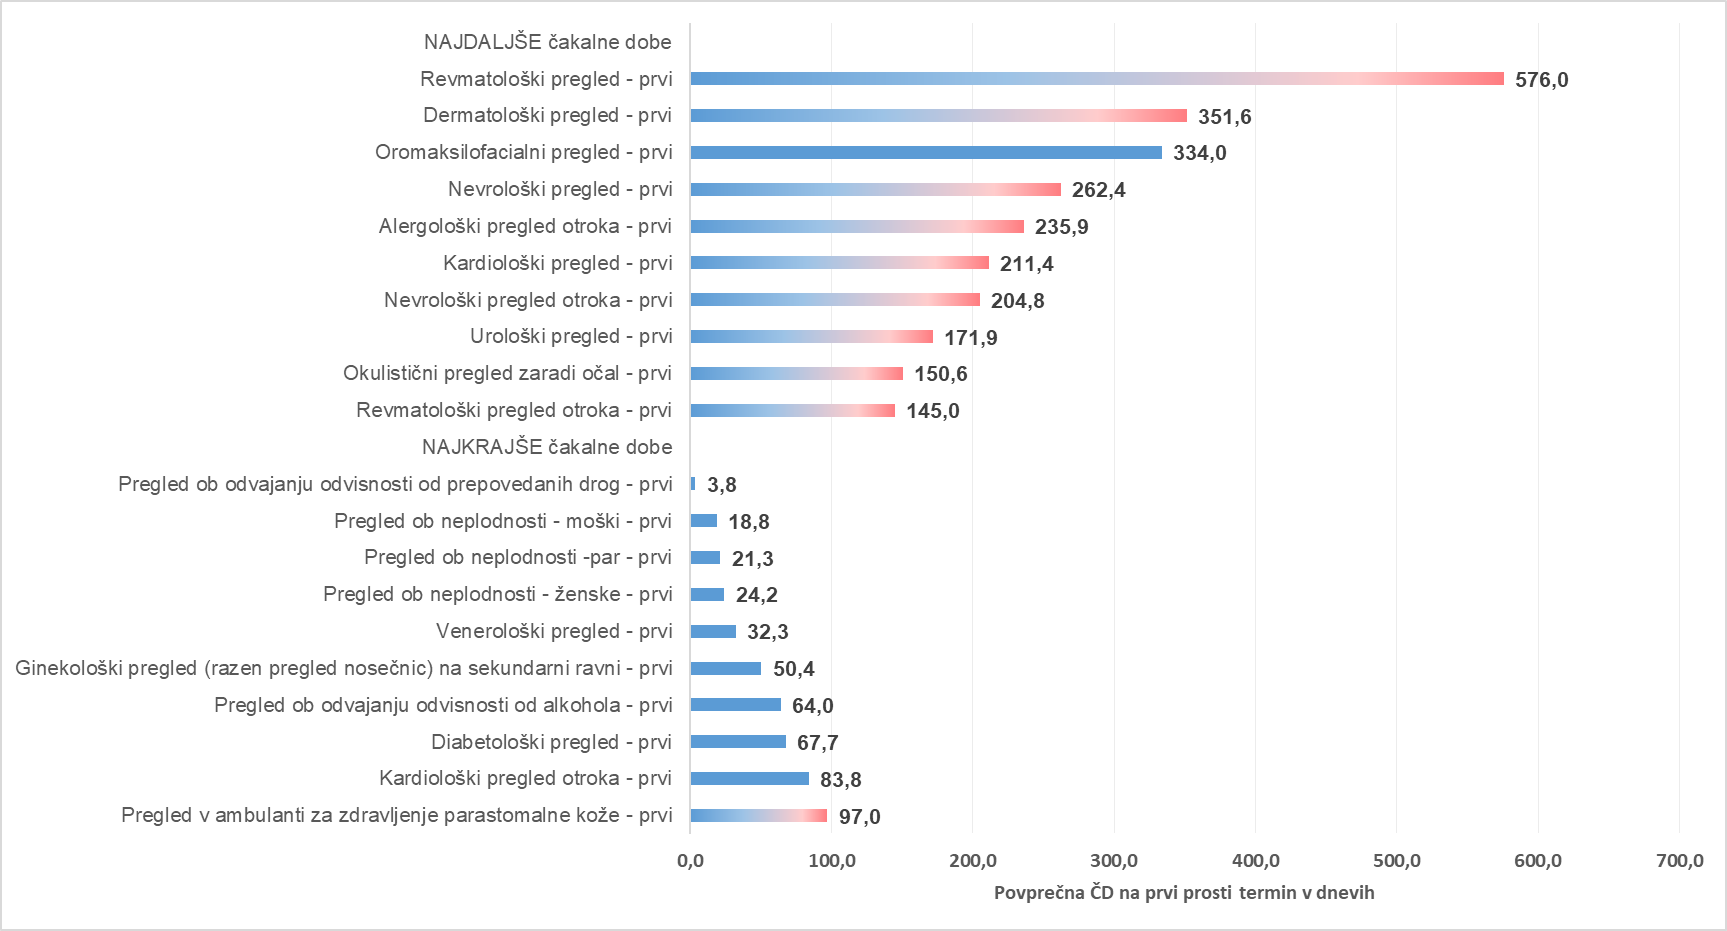 NAJDALJŠE čakalne dobe
Revmatološki pregled - prvi 576,0
Dermatološki pregled - prvi 351,6
Oromaksilofacialni pregled - prvi 334,0
Nevrološki pregled - prvi 262,4
Alergološki pregled otroka - prvi 235,9
Kardiološki pregled - prvi 211,4
Nevrološki pregled otroka - prvi 204,8
Urološki pregled - prvi 171,9
Okulistični pregled zaradi očal - prvi 150,6
Revmatološki pregled otroka - prvi 145,0
NAJKRAJŠE čakalne dobe
Pregled ob odvajanju odvisnosti od prepovedanih drog - prvi 3,8
Pregled ob neplodnosti - moški - prvi 18,8
Pregled ob neplodnosti -par - prvi 21,3
Pregled ob neplodnosti - ženske - prvi 24,2
Venerološki pregled - prvi 32,3
Ginekološki pregled (razen pregled nosečnic) na sekundarni ravni - prvi 50,4
Pregled ob odvajanju odvisnosti od alkohola - prvi 64,0
Diabetološki pregled - prvi 67,7
Kardiološki pregled otroka - prvi 83,8
Pregled v ambulanti za zdravljenje parastomalne kože - prvi 97,0
0,0 100,0 200,0 300,0 400,0 500,0 600,0 700,0
Povprečna ČD na prvi prosti termin v dnevih